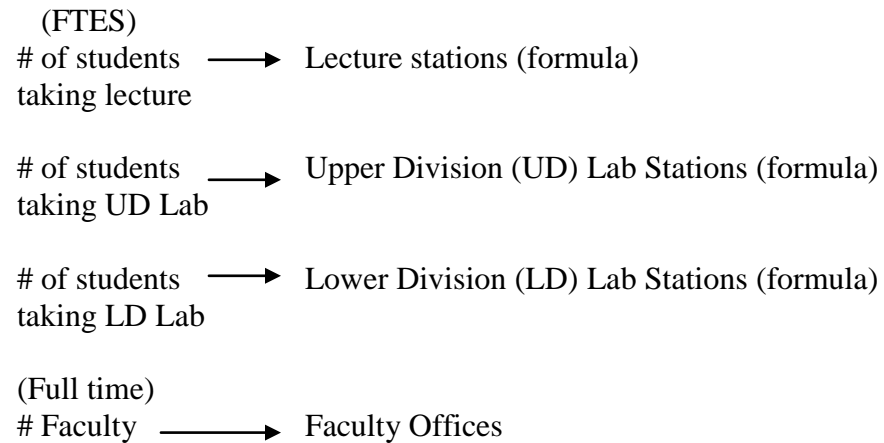 (FTES)
# of students Lecture stations (formula)
taking lecture
# of students Upper Division (UD) Lab Stations (formula)
taking UD Lab
# of students Lower Division (LD) Lab Stations (formula)
taking LD Lab
(Full time)
# Faculty Faculty Offices